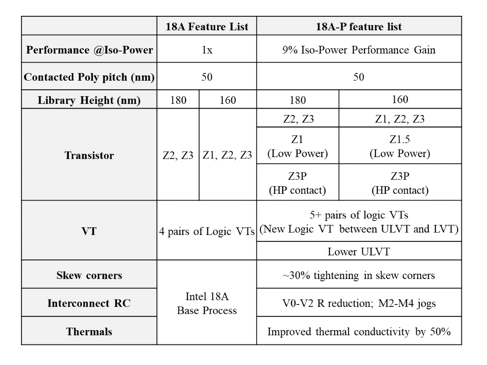 18A Feature List 18A-P feature list
Performance @Iso-Power 1x 9% Iso-Power Performance Gain
Contacted Poly pitch (nm) 50 50
Library Height (nm) 180 160 180 160
Transistor Z2, Z3 Z1, Z2, Z3
Z2, Z3 Z1, Z2, Z3
Z1 Z1.5
(Low Power) (Low Power)
Z3P Z3P
(HP contact) (HP contact)
VT 4 pairs of Logic VTs
5+ pairs of logic VTs
(New Logic VT between ULVT and LVT)
Lower ULVT
Skew corners ~30% tightening in skew corners
Intel 18A
Base Process
Interconnect RC V0-V2 R reduction; M2-M4 jogs
Thermals Improved thermal conductivity by 50%